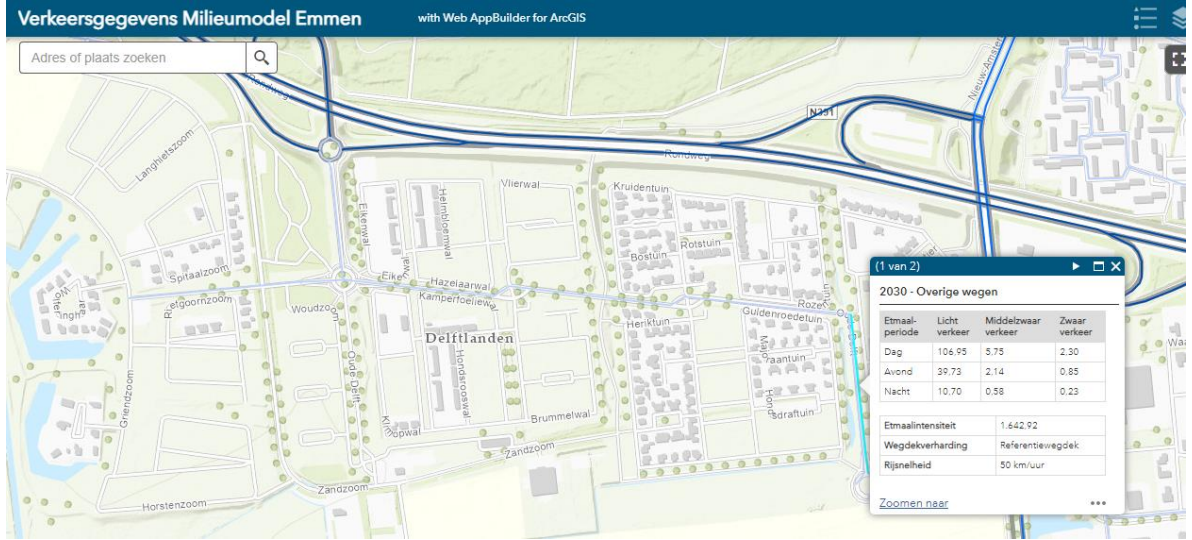 Verkeersgegevens Milieumodel Emmen with Web AppBuilder for ArcGIS
Adres of plaats zoeken
Rondweg
N391
Rondweg
Langhietszoom
Vlierwal
Kruidentuin
Eikenwal
Helmbloemwal
Rotstuin
Bostuin
Spitaalzoom
Hazelaarwal
Kamperfoeliewal
Woudzoom
Guldenroedetuin
Heriktuin
Delftlanden
Oude Delft
Hondsrooswal
Griendzoom
Klimopwal
Brummelwal
Zandzoom
Zandzoom
Horstenzoom
(1 van 2)
2030 - Overige wegen
Etmaal-periode Licht verkeer Middelzwaar verkeer Zwaar verkeer
Dag 106,95 5,75 2,30
Avond 39,73 2,14 0,85
Nacht 10,70 0,58 0,23
Etmaalintensiteit 1.642,92
Wegdekverharding Referentiewegdek
Rijsnelheid 50 km/uur
Zoomen naar